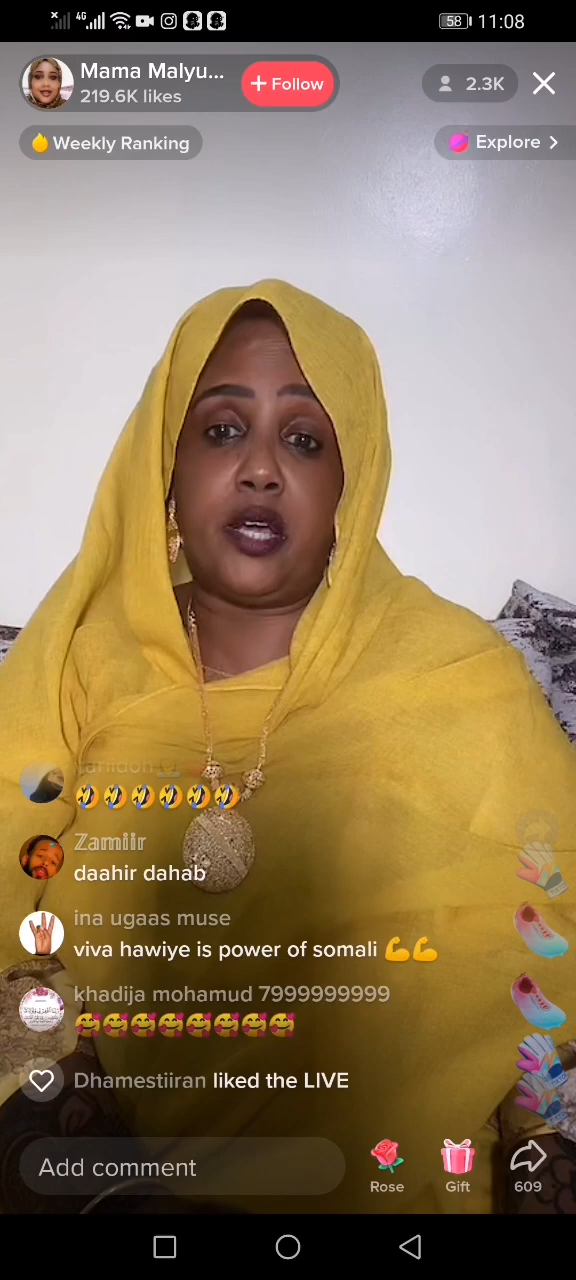 4G
58
11:08
Mama Malyu...
219.6K likes
+ Follow
2.3K
Weekly Ranking
Explore >
Zamiir
daahir dahab
ina ugaas muse
viva hawiye is power of somali 💪💪
khadija mohamud 7999999999
🥰🥰🥰🥰🥰🥰🥰🥰
Dhamestiiran liked the LIVE
Add comment
Rose
Gift
609